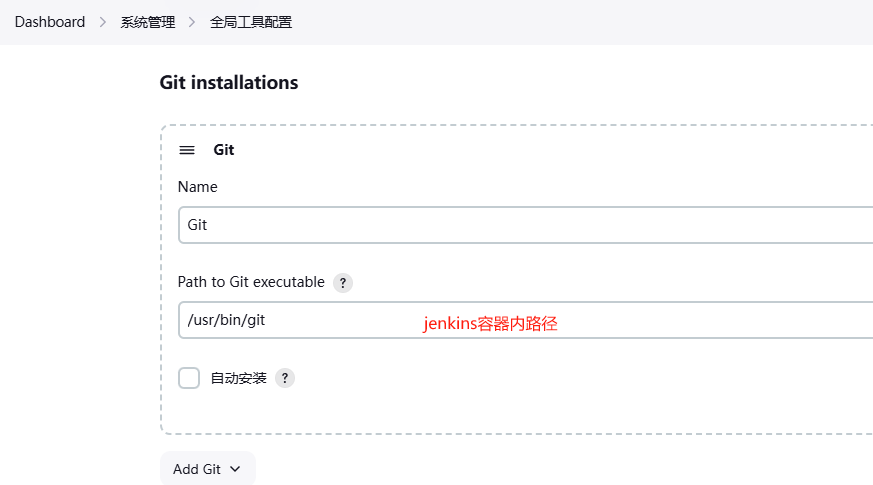 Dashboard > 系统管理 > 全局工具配置
Git installations
Git
Name
Git
Path to Git executable ?
/usr/bin/git jenkins容器内路径
自动安装 ?
Add Git